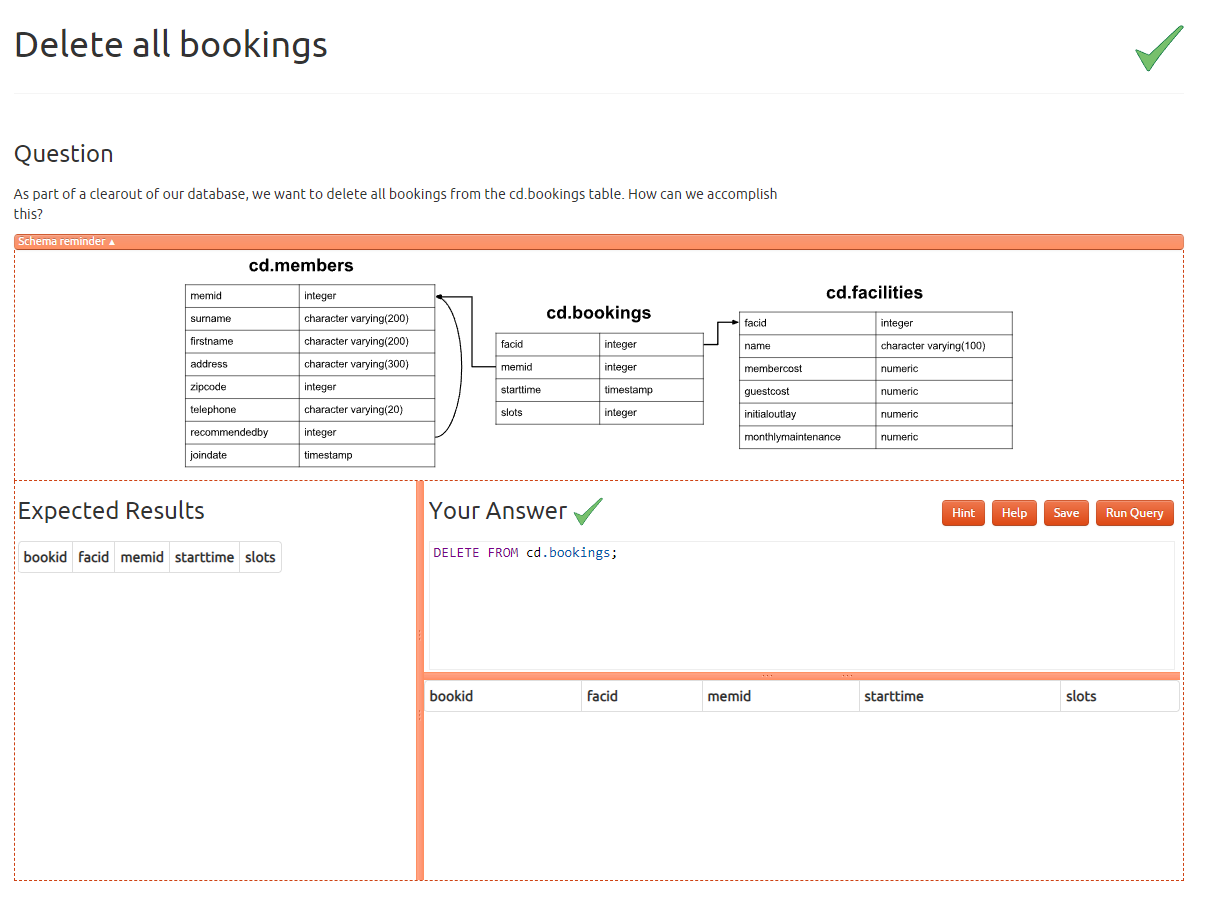 Delete all bookings
Question
As part of a clearout of our database, we want to delete all bookings from the cd.bookings table. How can we accomplish
this?
Schema reminder ▴
cd.members
memid integer
surname character varying(200)
firstname character varying(200)
address character varying(300)
zipcode integer
telephone character varying(20)
recommendedby integer
joindate timestamp
cd.bookings
facid integer
memid integer
starttime timestamp
slots integer
cd.facilities
facid integer
name character varying(100)
membercost numeric
guestcost numeric
initialoutlay numeric
monthlymaintenance numeric
Expected Results
bookid facid memid starttime slots
Your Answer
Hint Help Save Run Query
DELETE FROM cd.bookings;
bookid facid memid starttime slots